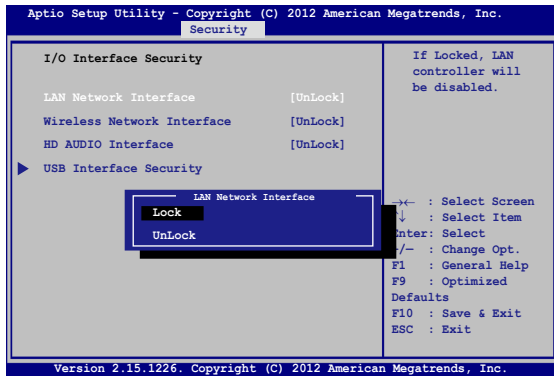 Aptio Setup Utility - Copyright (C) 2012 American Megatrends, Inc.
Security
I/O Interface Security
LAN Network Interface [UnLock]
Wireless Network Interface [UnLock]
HD AUDIO Interface [UnLock]
USB Interface Security
If Locked, LAN
controller will
be disabled.
LAN Network Interface
Lock
UnLock
→← : Select Screen
↑↓ : Select Item
Enter: Select
+/— : Change Opt.
F1 : General Help
F9 : Optimized
Defaults
F10 : Save & Exit
ESC : Exit
Version 2.15.1226. Copyright (C) 2012 American Megatrends, Inc.